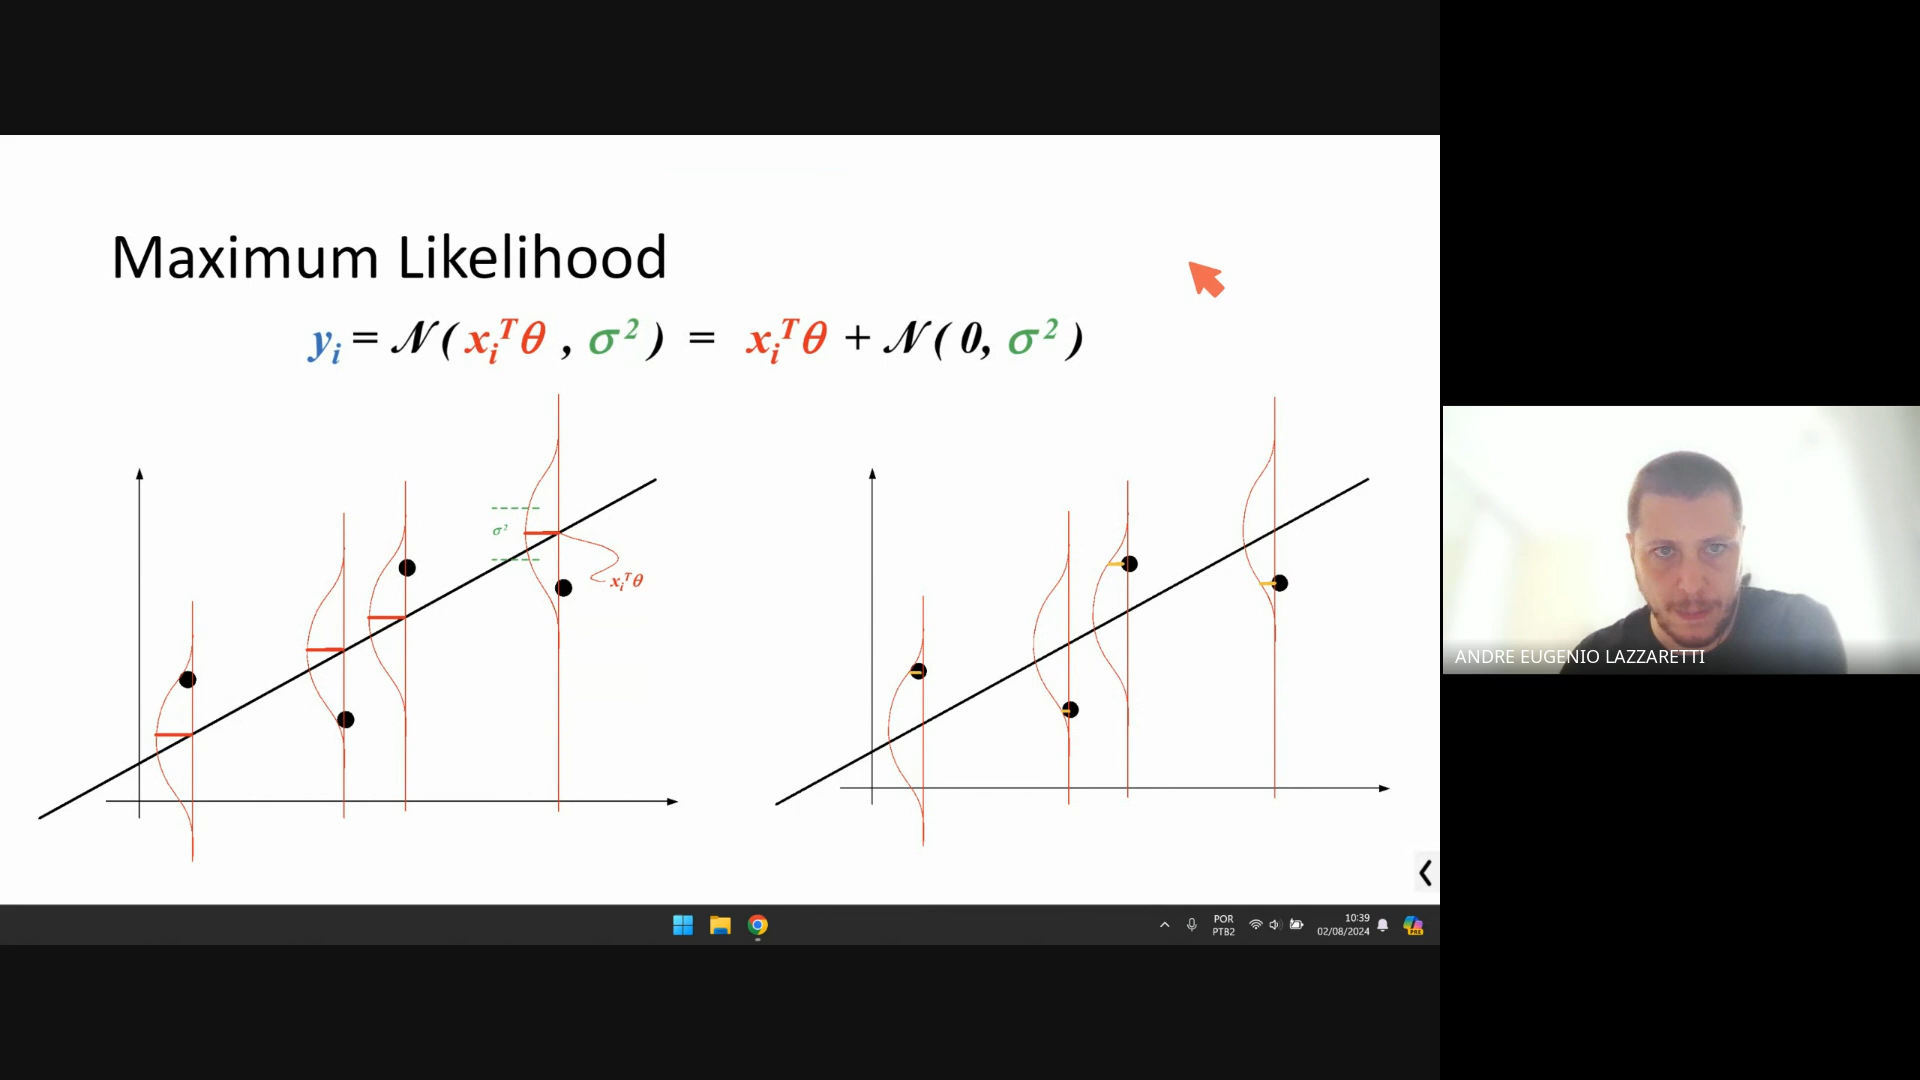 Maximum Likelihood
yᵢ = 𝒩( xᵢᵀθ , σ² ) = xᵢᵀθ + 𝒩( 0, σ² )
σ²
xᵢᵀθ
ANDRE EUGENIO LAZZARETTI
POR
PTB2
10:39
02/08/2024
PRE